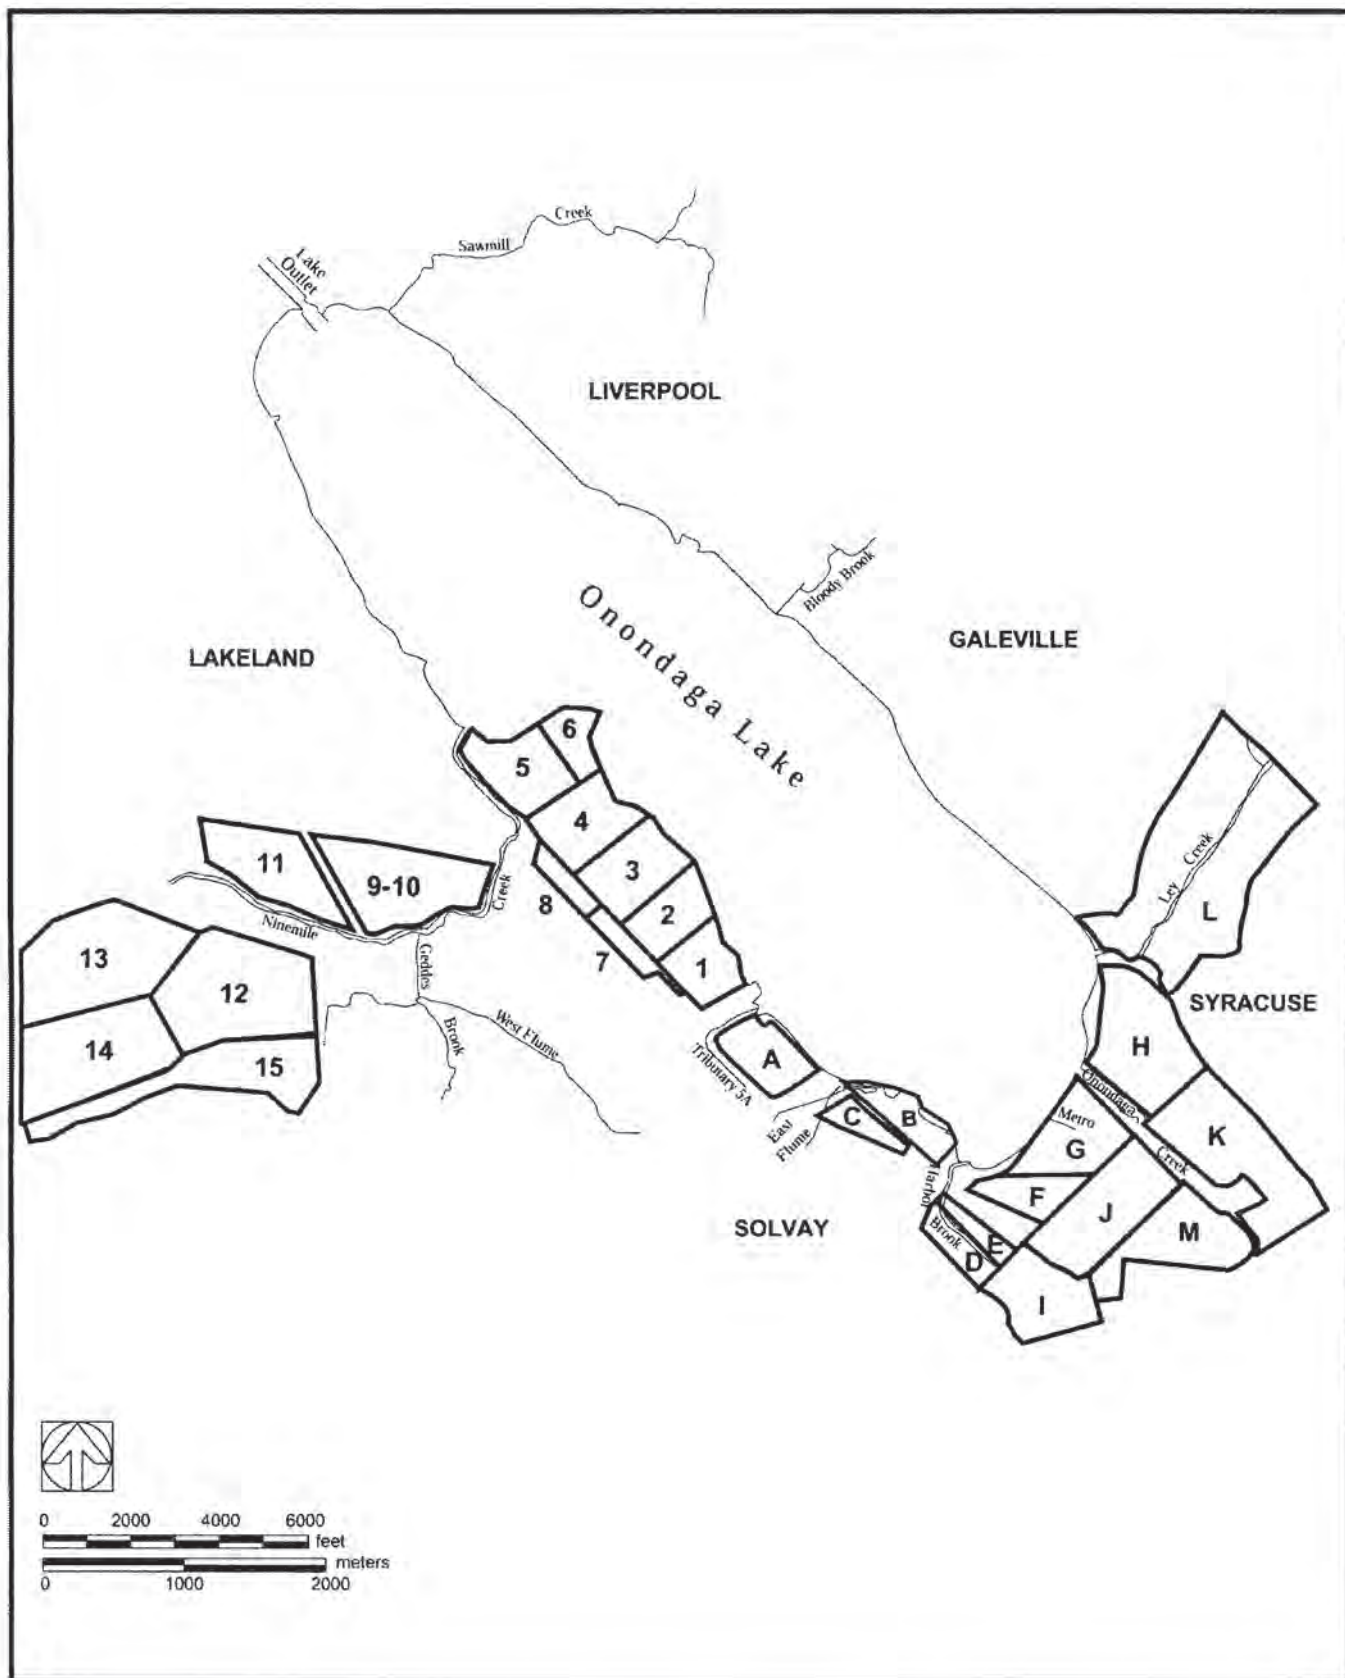 Creek
Sawmill
Lake
Outlet
LIVERPOOL
Bloody Brook
Onondaga Lake
GALEVILLE
LAKELAND
6
5
4
3
2
1
8
7
11
9-10
Creek
Ninemile
Geddes
Brook
West Flume
13
12
14
15
Ley Creek
L
SYRACUSE
A
Tributary 5A
East
Flume
C
B
H
Onondaga
Creek
K
Metro
G
F
J
M
Harbor
Brook
E
D
I
SOLVAY
0 2000 4000 6000
feet
meters
0 1000 2000